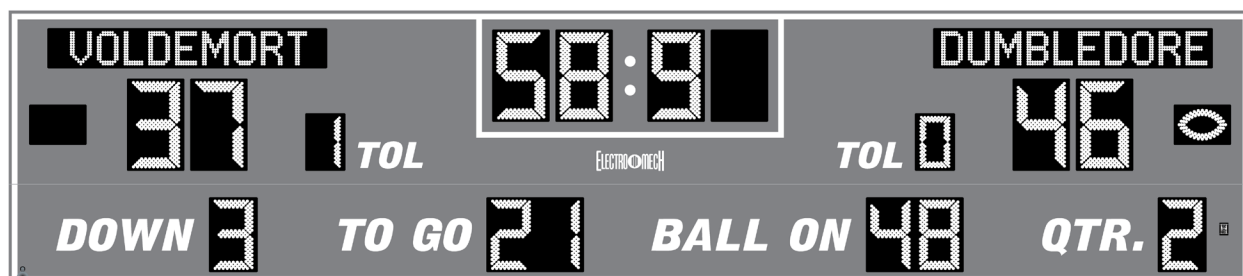 VOLDEMORT
58:9
DUMBLEDORE
37
1 TOL
ELECTRO-MECH
TOL 0
46
DOWN 3
TO GO 21
BALL ON 48
QTR. 2